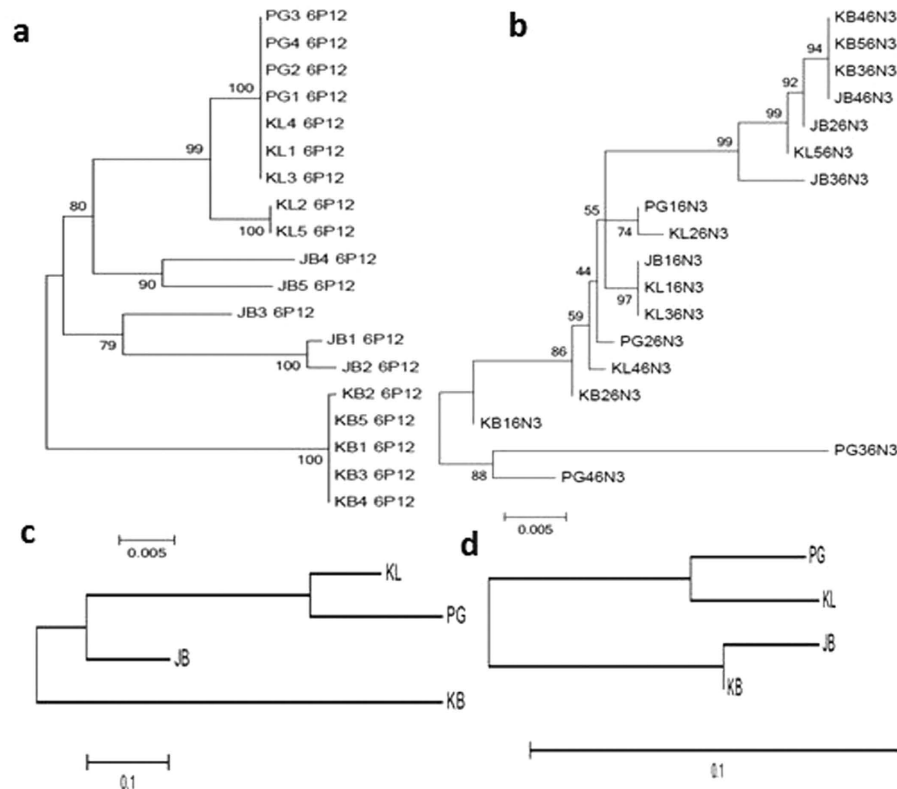 a
PG3 6P12
PG4 6P12
PG2 6P12
PG1 6P12
KL4 6P12
KL1 6P12
KL3 6P12
KL2 6P12
KL5 6P12
JB4 6P12
JB5 6P12
JB3 6P12
JB1 6P12
JB2 6P12
KB2 6P12
KB5 6P12
KB1 6P12
KB3 6P12
KB4 6P12
100
99
100
80
90
79
100
100
0.005
b
KB46N3
KB56N3
KB36N3
JB46N3
JB26N3
KL56N3
JB36N3
PG16N3
KL26N3
JB16N3
KL16N3
KL36N3
PG26N3
KL46N3
KB26N3
KB16N3
PG36N3
PG46N3
94
92
99
99
55
74
44
97
59
86
88
0.005
c
KL
PG
JB
KB
0.1
d
PG
KL
JB
KB
0.1